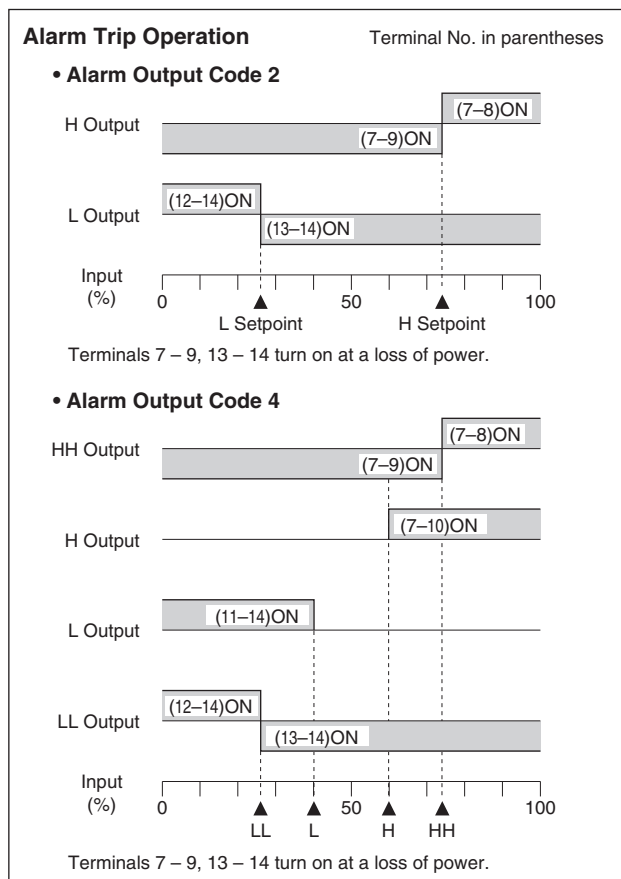 Alarm Trip Operation Terminal No. in parentheses
• Alarm Output Code 2
(7–8)ON
H Output
(7–9)ON
(12–14)ON
L Output
(13–14)ON
Input
(%)
0 50 100
L Setpoint H Setpoint
Terminals 7 – 9, 13 – 14 turn on at a loss of power.
• Alarm Output Code 4
(7–8)ON
HH Output
(7–9)ON
H Output
(7–10)ON
L Output
(11–14)ON
(12–14)ON
LL Output
(13–14)ON
Input
(%)
0 50 100
LL L H HH
Terminals 7 – 9, 13 – 14 turn on at a loss of power.